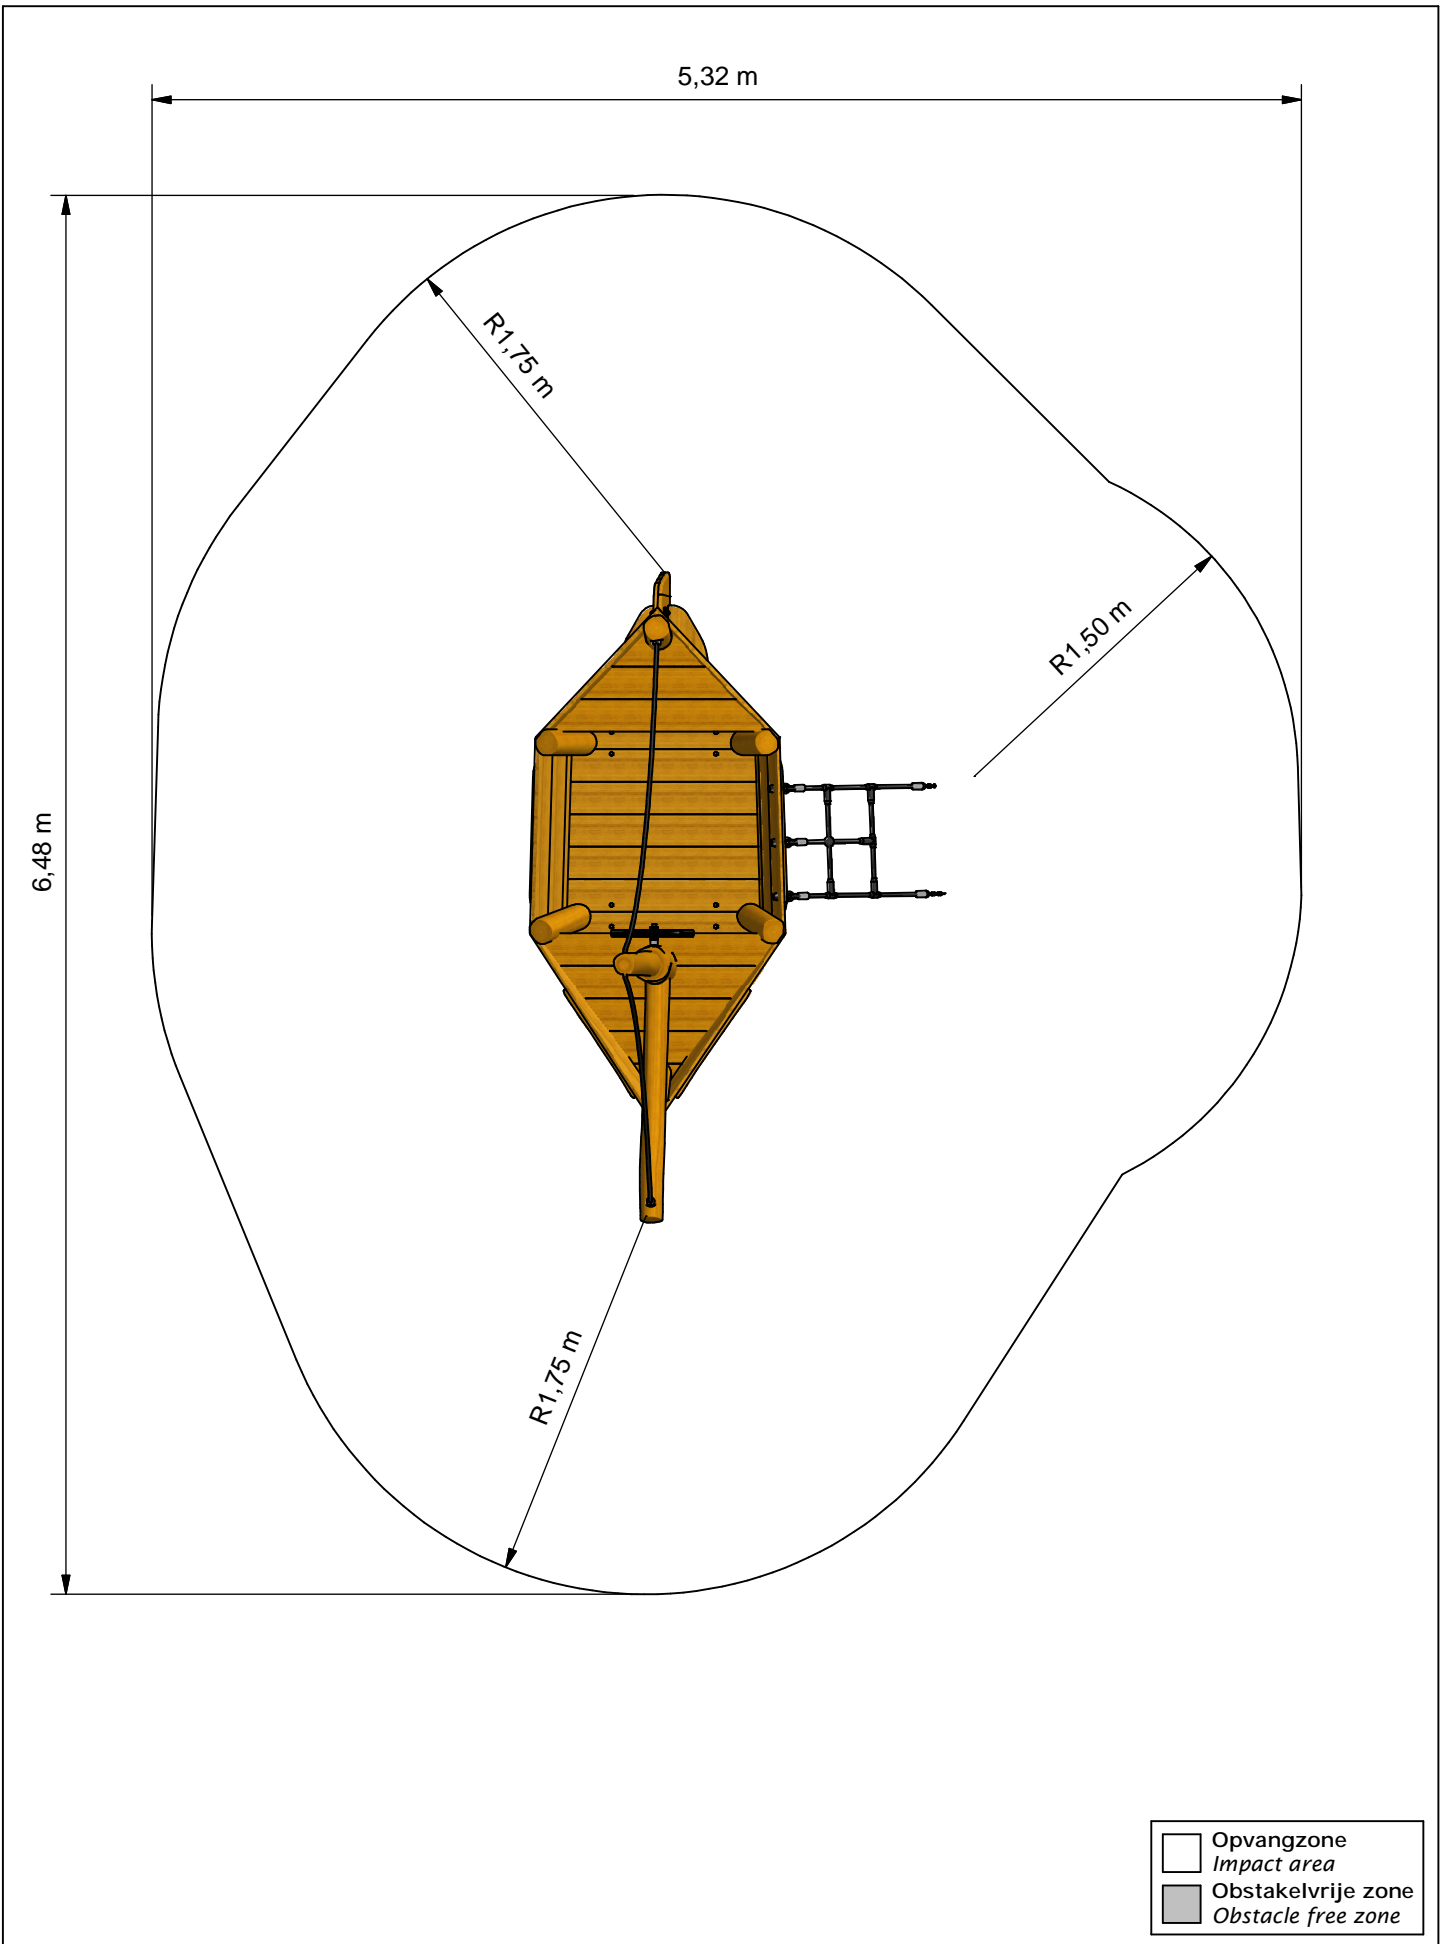 5,32 m
R1,75 m
R1,50 m
6,48 m
R1,75 m
Opvangzone
Impact area
Obstakelvrije zone
Obstacle free zone